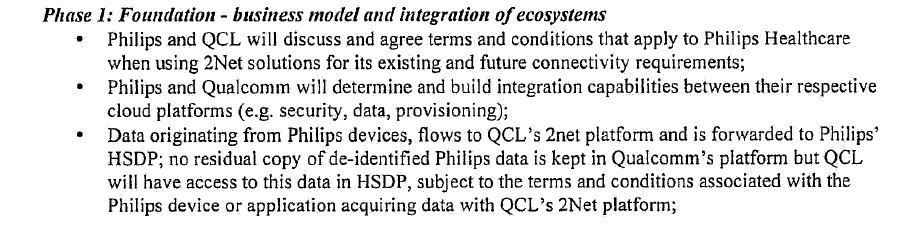 Phase 1: Foundation - business model and integration of ecosystems
• Philips and QCL will discuss and agree terms and conditions that apply to Philips Healthcare
when using 2Net solutions for its existing and future connectivity requirements;
• Philips and Qualcomm will determine and build integration capabilities between their respective
cloud platforms (e.g. security, data, provisioning);
• Data originating from Philips devices, flows to QCL's 2net platform and is forwarded to Philips'
HSDP; no residual copy of de-identified Philips data is kept in Qualcomm's platform but QCL
will have access to this data in HSDP, subject to the terms and conditions associated with the
Philips device or application acquiring data with QCL's 2Net platform;